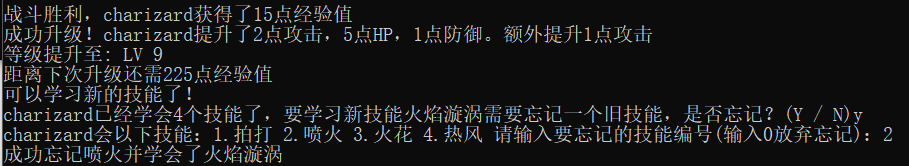 战斗胜利，charizard获得了15点经验值
成功升级！charizard提升了2点攻击，5点HP，1点防御。额外提升1点攻击
等级提升至: LV 9
距离下次升级还需225点经验值
可以学习新的技能了！
charizard已经学会4个技能了，要学习新技能火焰漩涡需要忘记一个旧技能，是否忘记？(Y / N)y
charizard会以下技能：1.拍打 2.喷火 3.火花 4.热风 请输入要忘记的技能编号(输入0放弃忘记)：2
成功忘记喷火并学会了火焰漩涡